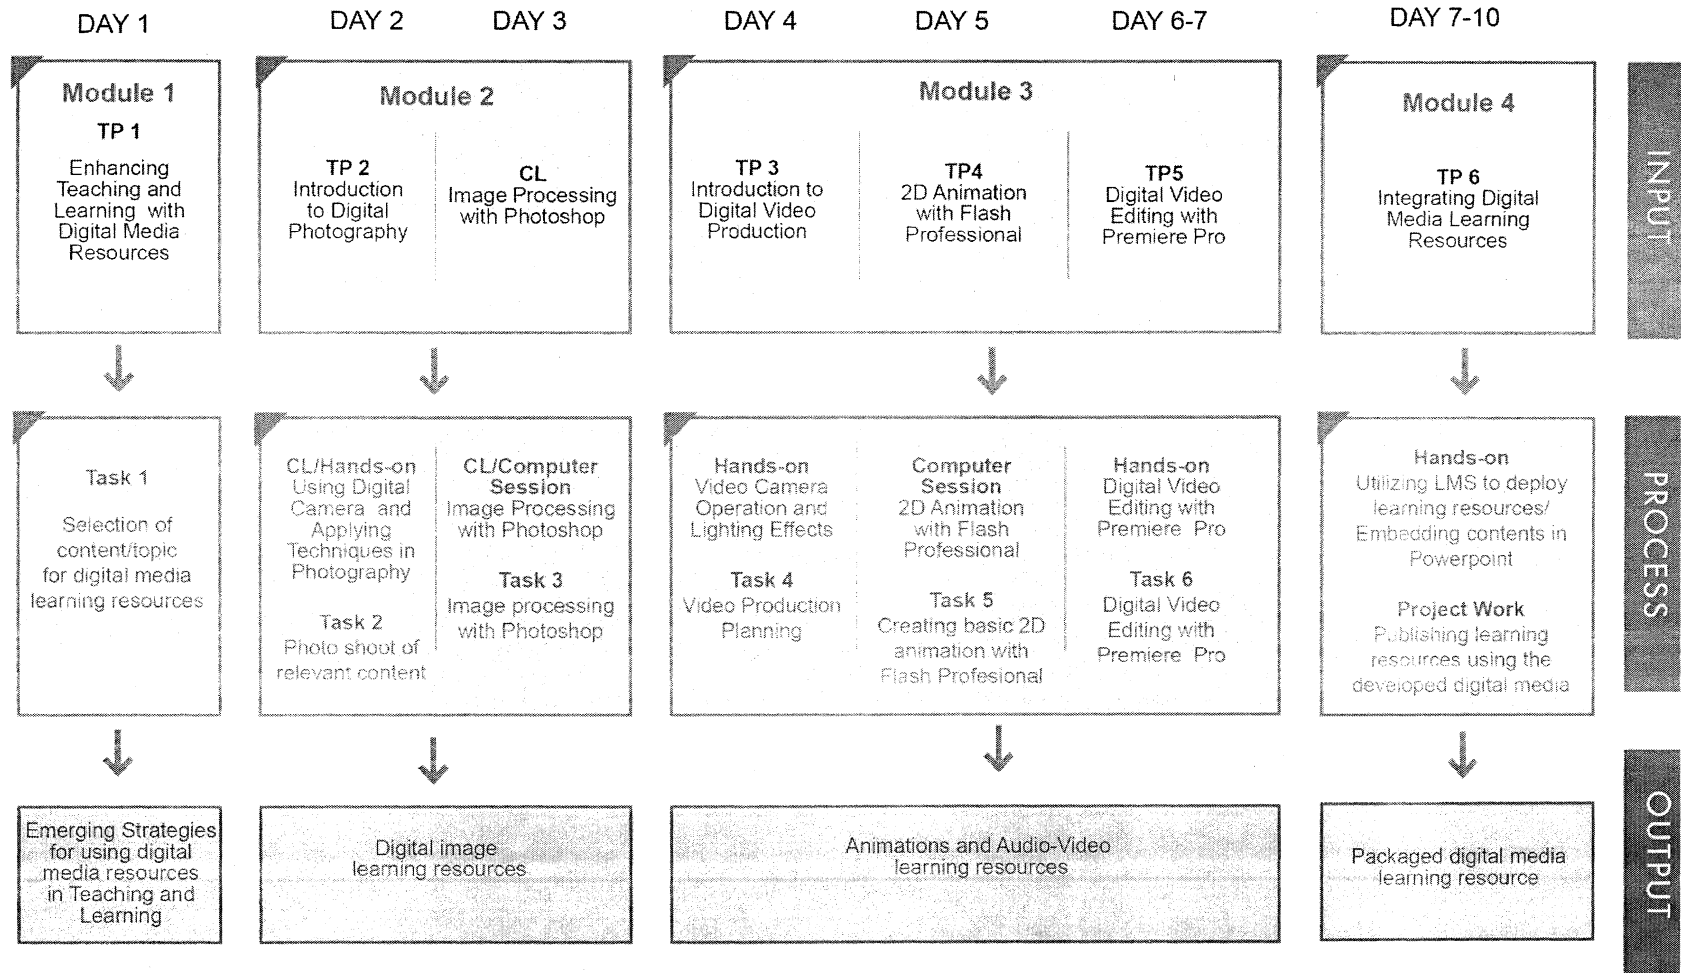 DAY 1
DAY 2
DAY 3
DAY 4
DAY 5
DAY 6-7
DAY 7-10
Module 1
TP 1
Enhancing
Teaching and
Learning with
Digital Media
Resources
Module 2
TP 2
Introduction
to Digital
Photography
CL
Image Processing
with Photoshop
Module 3
TP 3
Introduction to
Digital Video
Production
TP4
2D Animation
with Flash
Professional
TP5
Digital Video
Editing with
Premiere Pro
Module 4
TP 6
Integrating Digital
Media Learning
Resources
INPUT
Task 1
Selection of
content/topic
for digital media
learning resources
CL/Hands-on
Using Digital
Camera and
Applying
Techniques in
Photography
Task 2
Photo shoot of
relevant content
CL/Computer
Session
Image Processing
with Photoshop
Task 3
Image processing
with Photoshop
Hands-on
Video Camera
Operation and
Lighting Effects
Task 4
Video Production
Planning
Computer
Session
2D Animation
with Flash
Professional
Task 5
Creating basic 2D
animation with
Flash Profesional
Hands-on
Digital Video
Editing with
Premiere Pro
Task 6
Digital Video
Editing with
Premiere Pro
Hands-on
Utilizing LMS to deploy
learning resources/
Embedding contents in
Powerpoint
Project Work
Publishing learning
resources using the
developed digital media
PROCESS
Emerging Strategies
for using digital
media resources
in Teaching and
Learning
Digital image
learning resources
Animations and Audio-Video
learning resources
Packaged digital media
learning resource
OUTPUT